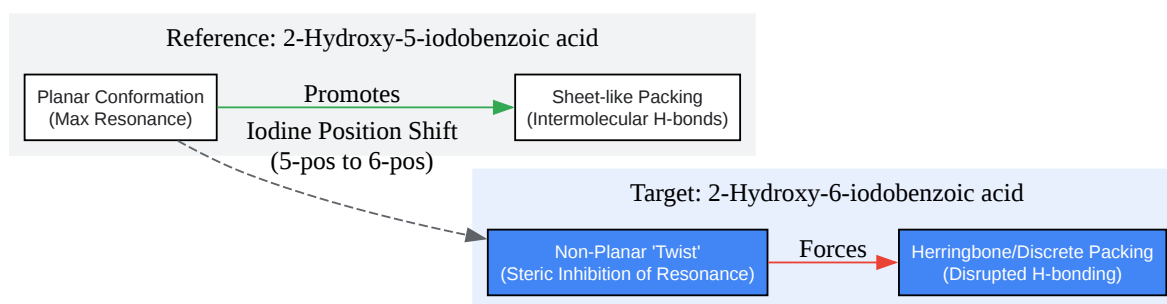 Reference: 2-Hydroxy-5-iodobenzoic acid
Planar Conformation
(Max Resonance)
Promotes
Sheet-like Packing
(Intermolecular H-bonds)
Iodine Position Shift
(5-pos to 6-pos)
Target: 2-Hydroxy-6-iodobenzoic acid
Non-Planar 'Twist'
(Steric Inhibition of Resonance)
Forces
Herringbone/Discrete Packing
(Disrupted H-bonding)